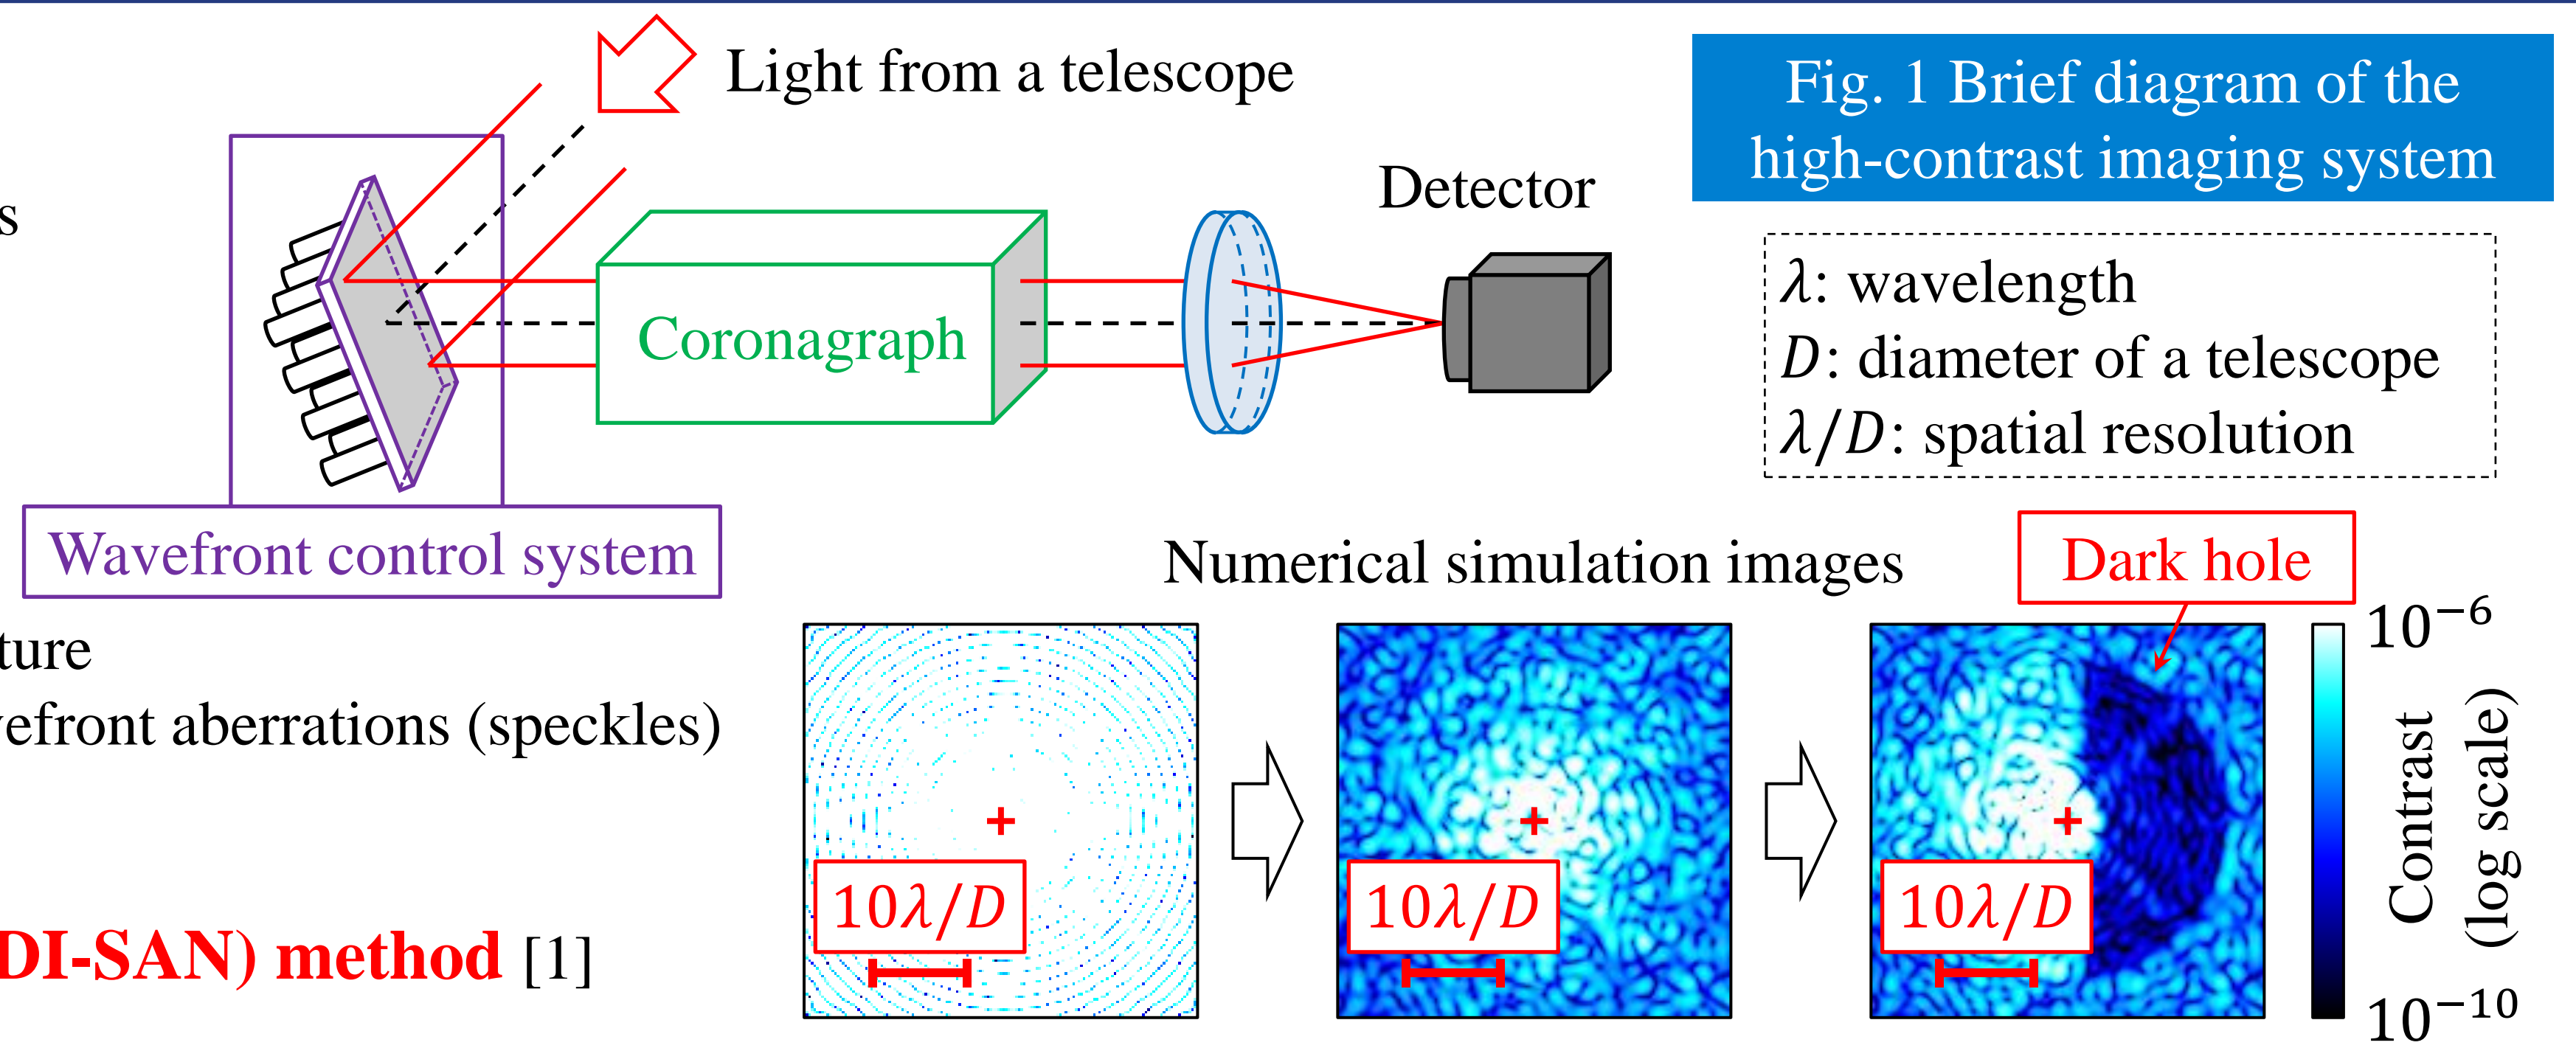 Light from a telescope
Fig. 1 Brief diagram of the
high-contrast imaging system
Detector
s
λ: wavelength
D: diameter of a telescope
λ/D: spatial resolution
Coronagraph
Wavefront control system
Numerical simulation images
Dark hole
ture
vefront aberrations (speckles)
DI-SAN) method [1]
10λ/D
10λ/D
10λ/D
10⁻⁶
Contrast
(log scale)
10⁻¹⁰